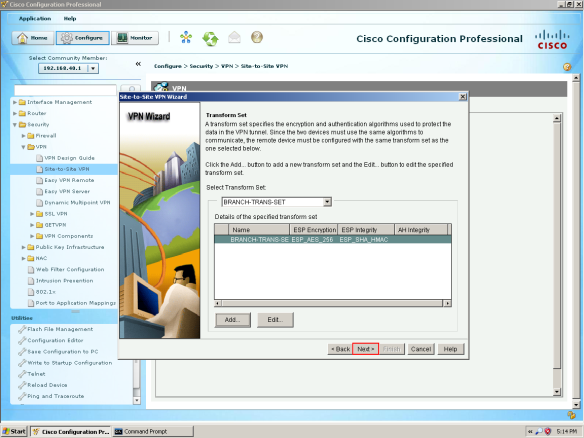 Cisco Configuration Professional
Application Help
Home Configure Monitor
Cisco Configuration Professional
CISCO
Select Community Member:
192.168.40.1
Configure > Security > VPN > Site-to-Site VPN
VPN
Interface Management
Router
Security
Firewall
VPN
VPN Design Guide
Site-to-Site VPN
Easy VPN Remote
Easy VPN Server
Dynamic Multipoint VPN
SSL VPN
GETVPN
VPN Components
Public Key Infrastructure
NAC
Web Filter Configuration
Intrusion Prevention
802.1x
Port to Application Mappings
Utilities
Flash File Management
Configuration Editor
Save Configuration to PC
Write to Startup Configuration
Telnet
Reload Device
Ping and Traceroute
Site-to-Site VPN Wizard
VPN Wizard
Transform Set
A transform set specifies the encryption and authentication algorithms used to protect the
data in the VPN tunnel. Since the two devices must use the same algorithms to
communicate, the remote device must be configured with the same transform set as the
one selected below.
Click the Add... button to add a new transform set and the Edit... button to edit the specified
transform set.
Select Transform Set:
BRANCH-TRANS-SET
Details of the specified transform set
Name ESP Encryption ESP Integrity AH Integrity
BRANCH-TRANS-SE ESP_AES_256 ESP_SHA_HMAC
Add... Edit...
< Back Next > Finish Cancel Help
Start Cisco Configuration Pr... Command Prompt 5:14 PM